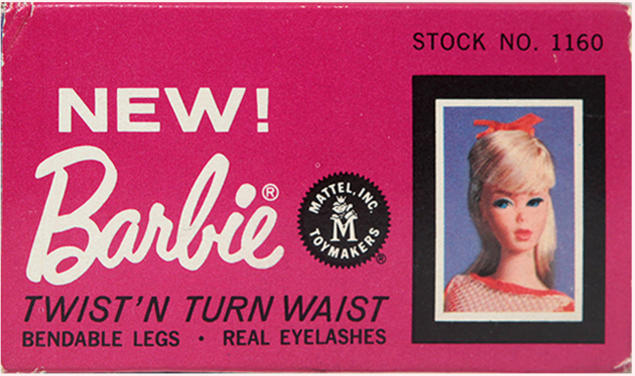 STOCK NO. 1160
NEW!
Barbie®
MATTEL, INC.
M
TOYMAKERS
®
TWIST'N TURN WAIST
BENDABLE LEGS • REAL EYELASHES